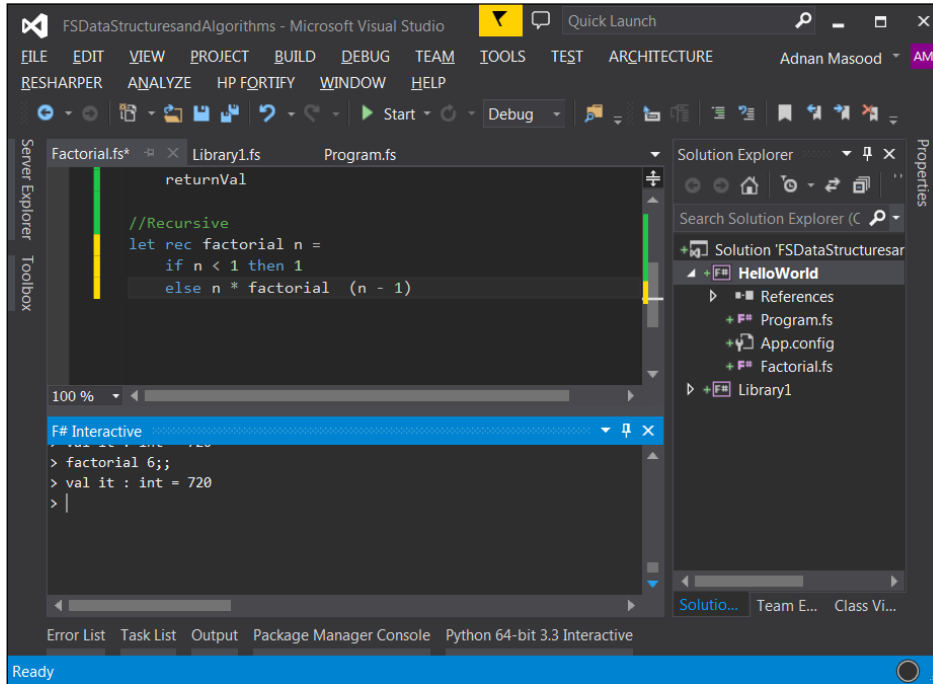 FSDataStructuresandAlgorithms - Microsoft Visual Studio
Quick Launch
FILE EDIT VIEW PROJECT BUILD DEBUG TEAM TOOLS TEST ARCHITECTURE Adnan Masood AM
RESHARPER ANALYZE HP FORTIFY WINDOW HELP
Start Debug
Server Explorer
Toolbox
Factorial.fs* Library1.fs Program.fs
returnVal
//Recursive
let rec factorial n =
if n < 1 then 1
else n * factorial (n - 1)
100 %
F# Interactive
> val it : int = 720
> factorial 6;;
> val it : int = 720
>
Solution Explorer
Search Solution Explorer (C
Solution 'FSDataStructuresar
F# HelloWorld
References
F# Program.fs
App.config
F# Factorial.fs
F# Library1
Solutio... Team E... Class Vi...
Properties
Error List Task List Output Package Manager Console Python 64-bit 3.3 Interactive
Ready